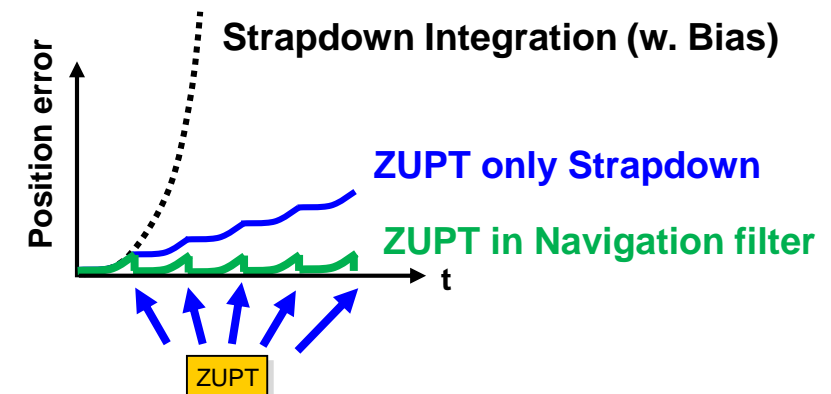 Strapdown Integration (w. Bias)
Position error
ZUPT only Strapdown
ZUPT in Navigation filter
t
ZUPT